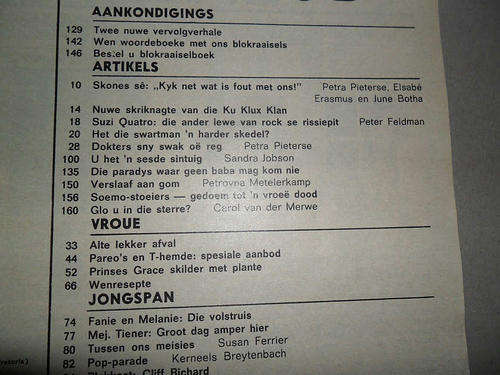 AANKONDIGINGS
129 Twee nuwe vervolgverhale
142 Wen woordeboeke met ons blokraaisels
146 Bestel u blokraaiselboek
ARTIKELS
10 Skones sê: „Kyk net wat is fout met ons!" Petra Pieterse, Elsabé
Erasmus en June Botha
14 Nuwe skriknagte van die Ku Klux Klan
18 Suzi Quatro: die ander lewe van rock se rissiepit Peter Feldman
20 Het die swartman 'n harder skedel?
28 Dokters sny swak oë reg Petra Pieterse
100 U het 'n sesde sintuig Sandra Jobson
135 Die paradys waar geen baba mag kom nie
150 Verslaaf aan gom Petrovna Metelerkamp
156 Soemo-stoeiers — gedoem tot 'n vroeë dood
160 Glo u in die sterre? Carol van der Merwe
VROUE
33 Alte lekker afval
44 Pareo's en T-hemde: spesiale aanbod
52 Prinses Grace skilder met plante
66 Wenresepte
JONGSPAN
74 Fanie en Melanie: Die volstruis
77 Mej. Tiener: Groot dag amper hier
80 Tussen ons meisies Susan Ferrier
82 Pop-parade Kerneels Breytenbach
Cliff Richard